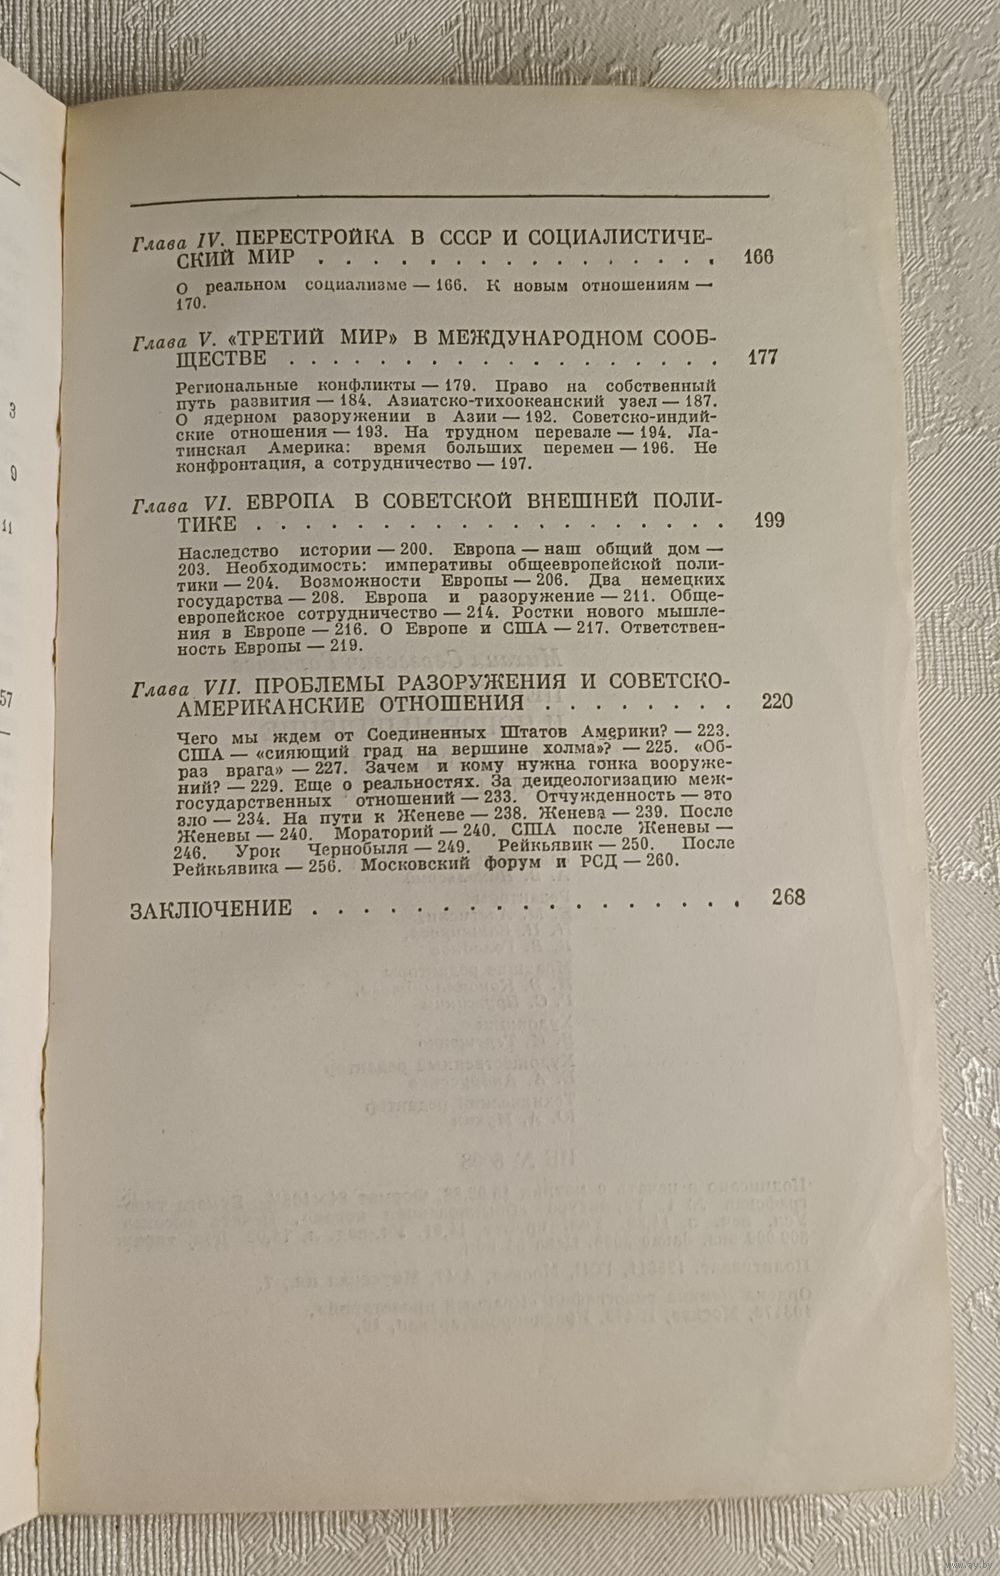 Глава IV. ПЕРЕСТРОЙКА В СССР И СОЦИАЛИСТИЧЕ-
СКИЙ МИР . . . . . . . . . . . . . . . . 166
О реальном социализме — 166. К новым отношениям —
170.
Глава V. «ТРЕТИЙ МИР» В МЕЖДУНАРОДНОМ СООБ-
ЩЕСТВЕ . . . . . . . . . . . . . . . . . 177
Региональные конфликты — 179. Право на собственный
путь развития — 184. Азиатско-тихоокеанский узел — 187.
О ядерном разоружении в Азии — 192. Советско-индий-
ские отношения — 193. На трудном перевале — 194. Ла-
тинская Америка: время больших перемен — 196. Не
конфронтация, а сотрудничество — 197.
Глава VI. ЕВРОПА В СОВЕТСКОЙ ВНЕШНЕЙ ПОЛИ-
ТИКЕ . . . . . . . . . . . . . . . . . . . 199
Наследство истории — 200. Европа — наш общий дом —
203. Необходимость: императивы общеевропейской поли-
тики — 204. Возможности Европы — 206. Два немецких
государства — 208. Европа и разоружение — 211. Обще-
европейское сотрудничество — 214. Ростки нового мышле-
ния в Европе — 216. О Европе и США — 217. Ответствен-
ность Европы — 219.
Глава VII. ПРОБЛЕМЫ РАЗОРУЖЕНИЯ И СОВЕТСКО-
АМЕРИКАНСКИЕ ОТНОШЕНИЯ . . . . . . . . 220
Чего мы ждем от Соединенных Штатов Америки? — 223.
США — «сияющий град на вершине холма»? — 225. «Об-
раз врага» — 227. Зачем и кому нужна гонка вооруже-
ний? — 229. Еще о реальностях. За деидеологизацию меж-
государственных отношений — 233. Отчужденность — это
зло — 234. На пути к Женеве — 238. Женева — 239. После
Женевы — 240. Мораторий — 240. США после Женевы —
246. Урок Чернобыля — 249. Рейкьявик — 250. После
Рейкьявика — 256. Московский форум и РСД — 260.
ЗАКЛЮЧЕНИЕ . . . . . . . . . . . . . . . . . 268
3
9
11
57
www.ay.by